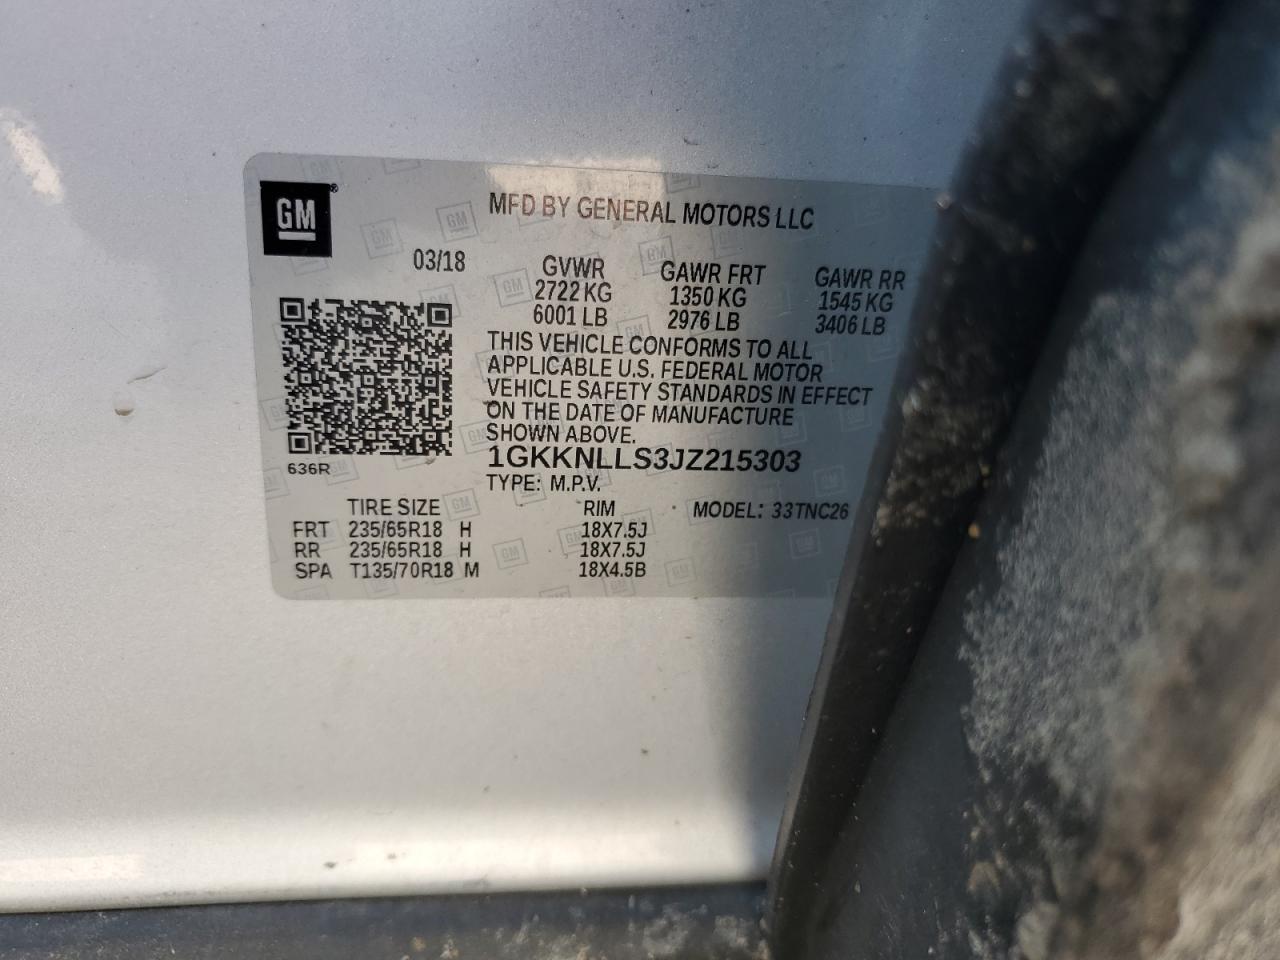 GM
MFD BY GENERAL MOTORS LLC
03/18 GVWR GAWR FRT GAWR RR
2722 KG 1350 KG 1545 KG
6001 LB 2976 LB 3406 LB
THIS VEHICLE CONFORMS TO ALL
APPLICABLE U.S. FEDERAL MOTOR
VEHICLE SAFETY STANDARDS IN EFFECT
ON THE DATE OF MANUFACTURE
SHOWN ABOVE.
636R
1GKKNLLS3JZ215303
TYPE: M.P.V.
TIRE SIZE RIM MODEL: 33TNC26
FRT 235/65R18 H 18X7.5J
RR 235/65R18 H 18X7.5J
SPA T135/70R18 M 18X4.5B